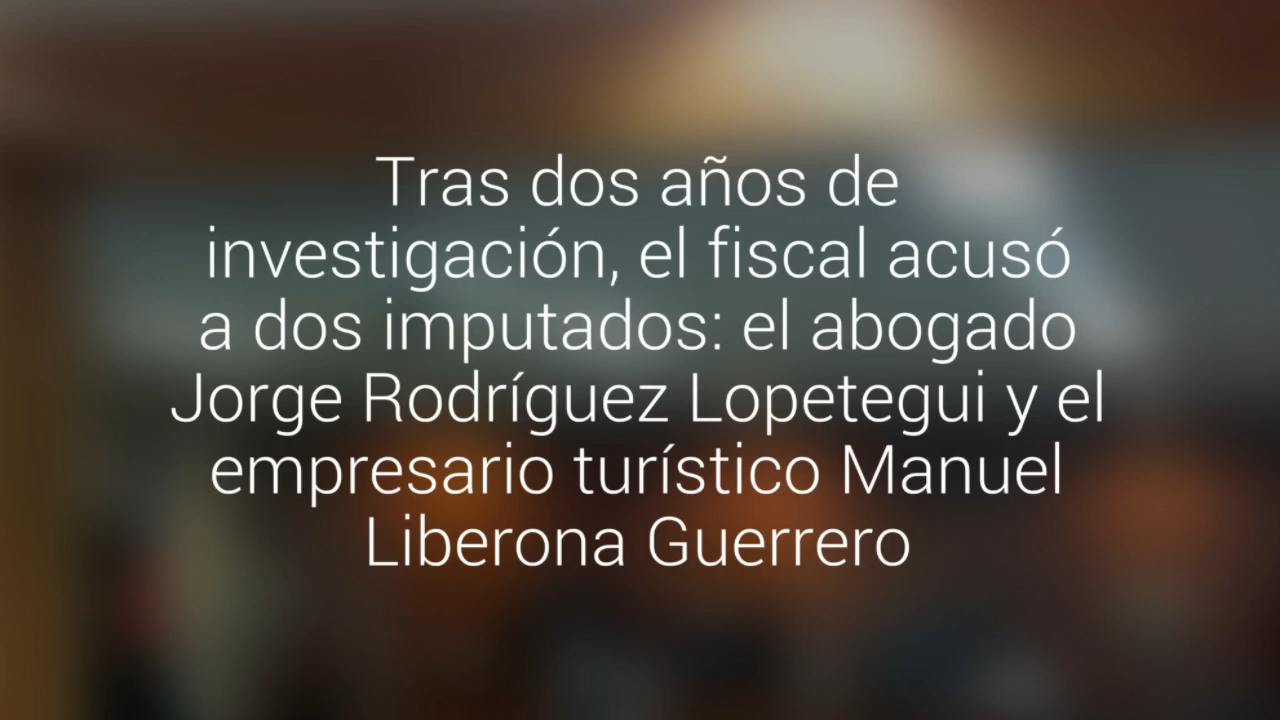 Tras dos años de
investigación, el fiscal acusó
a dos imputados: el abogado
Jorge Rodríguez Lopetegui y el
empresario turístico Manuel
Liberona Guerrero